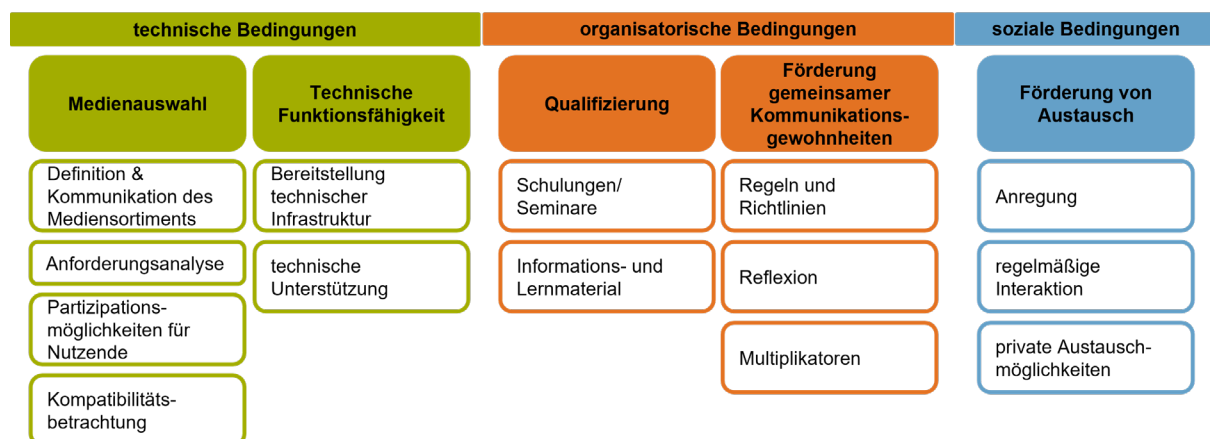 technische Bedingungen
organisatorische Bedingungen
soziale Bedingungen
Medienauswahl
Technische
Funktionsfähigkeit
Qualifizierung
Förderung
gemeinsamer
Kommunikations-
gewohnheiten
Förderung von
Austausch
Definition &
Kommunikation des
Mediensortiments
Anforderungsanalyse
Partizipations-
möglichkeiten für
Nutzende
Kompatibilitäts-
betrachtung
Bereitstellung
technischer
Infrastruktur
technische
Unterstützung
Schulungen/
Seminare
Informations- und
Lernmaterial
Regeln und
Richtlinien
Reflexion
Multiplikatoren
Anregung
regelmäßige
Interaktion
private Austausch-
möglichkeiten